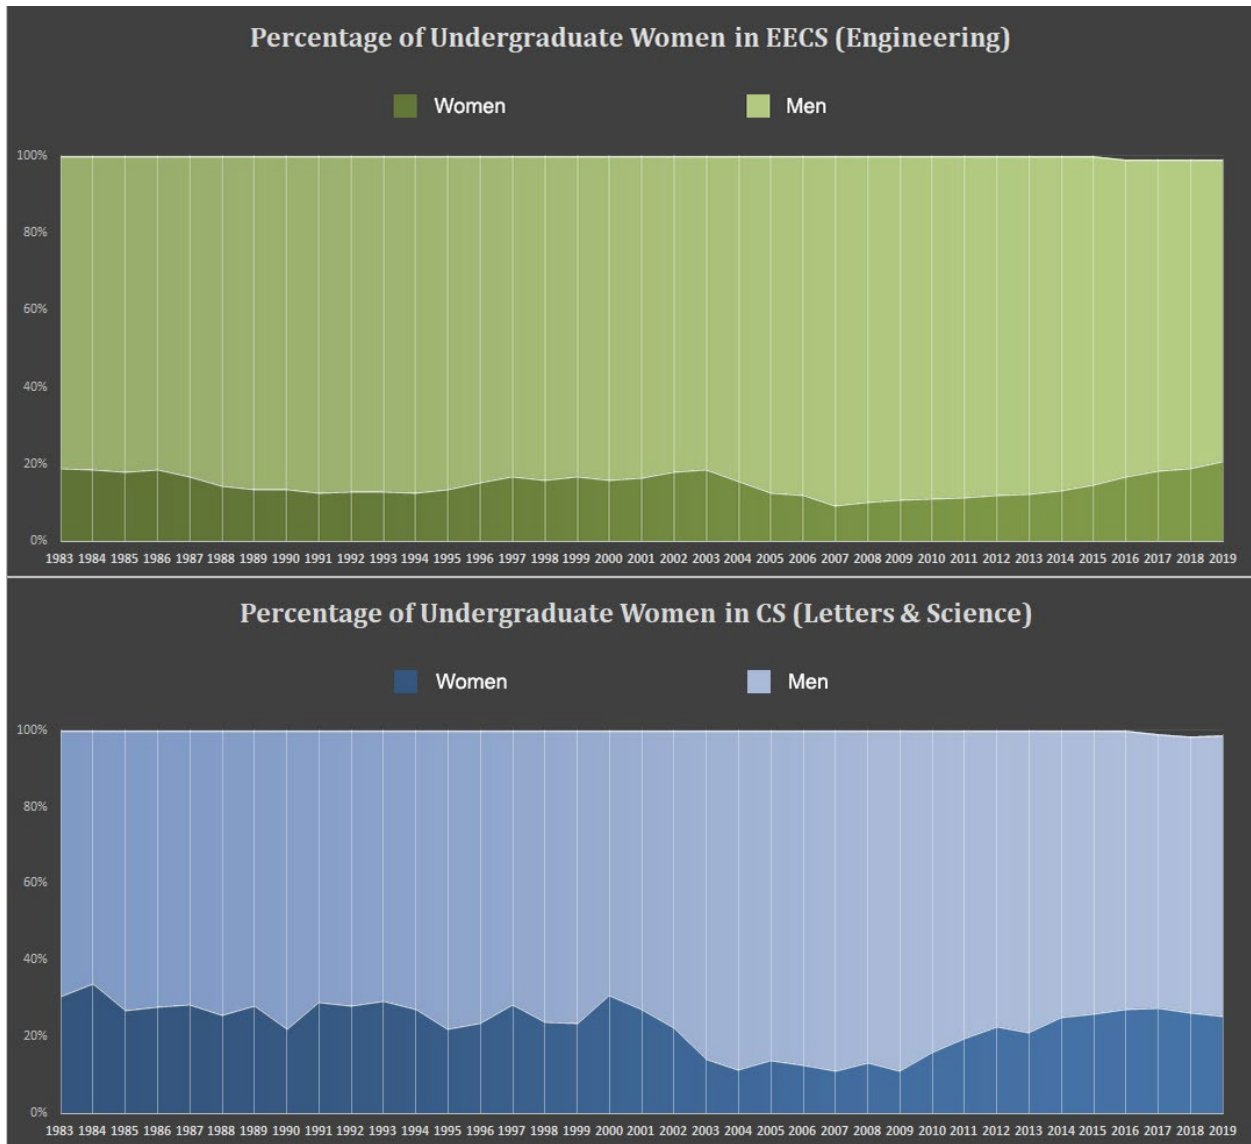 Percentage of Undergraduate Women in EECS (Engineering)
Women Men
100%
80%
60%
40%
20%
0%
1983 1984 1985 1986 1987 1988 1989 1990 1991 1992 1993 1994 1995 1996 1997 1998 1999 2000 2001 2002 2003 2004 2005 2006 2007 2008 2009 2010 2011 2012 2013 2014 2015 2016 2017 2018 2019
Percentage of Undergraduate Women in CS (Letters & Science)
Women Men
100%
80%
60%
40%
20%
0%
1983 1984 1985 1986 1987 1988 1989 1990 1991 1992 1993 1994 1995 1996 1997 1998 1999 2000 2001 2002 2003 2004 2005 2006 2007 2008 2009 2010 2011 2012 2013 2014 2015 2016 2017 2018 2019